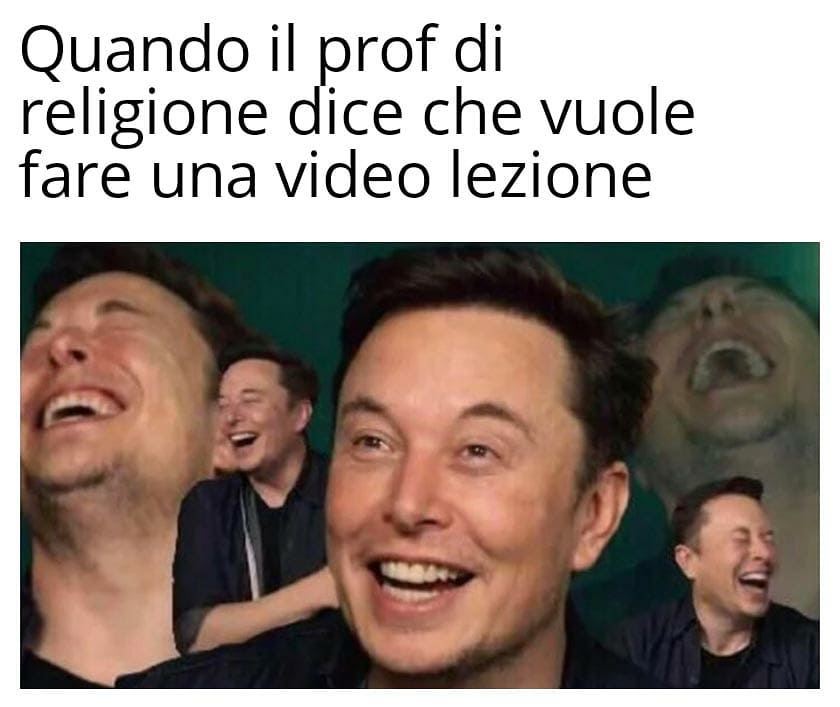 Quando il prof di
religione dice che vuole
fare una video lezione